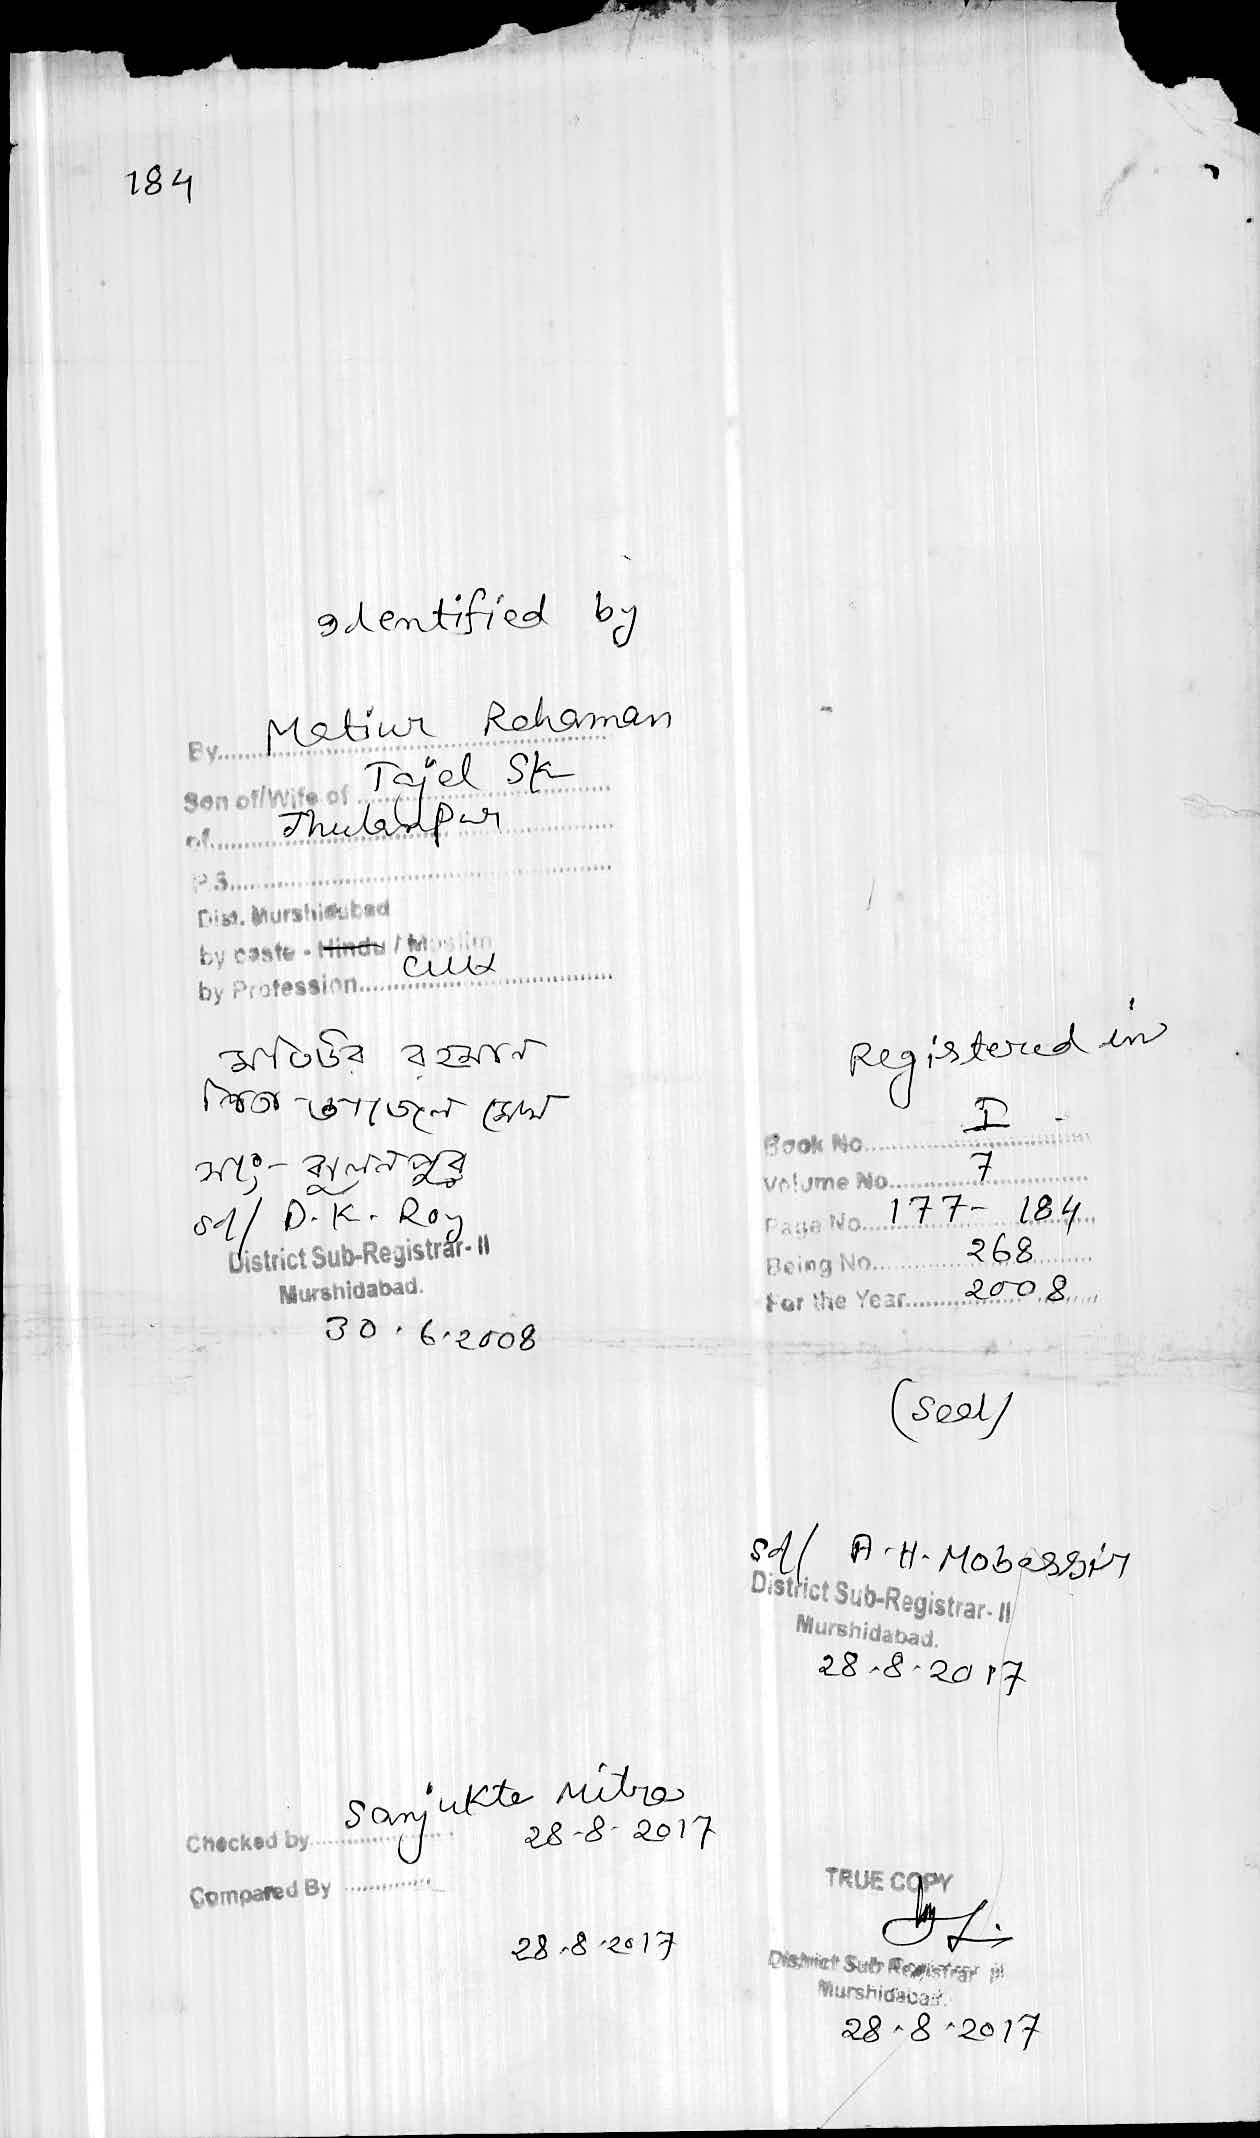 184
Identified by
By Matiur Rahaman
Son of/Wife of Tajel Sk
of Jhulanpur
P.S.
Dist. Murshidabad
by caste - Hindu / Moslim
by Profession
মতিউর রহমান
পিতা - তাজেল সেখ
সাং - ঝুলনপুর
sd/ D. K. Roy
District Sub-Registrar- II
Murshidabad.
30.6.2008
Registered in
Book No. I
Volume No. 7
Page No. 177 - 184
Being No. 268
For the Year 2008
(Seal)
sd/ A. H. Mobassir
District Sub-Registrar- II
Murshidabad.
28.8.2017
Checked by Sanjukta Mitra
28-8-2017
Compared By
28.8.2017
TRUE COPY
District Sub Registrar II
Murshidabad.
28.8.2017